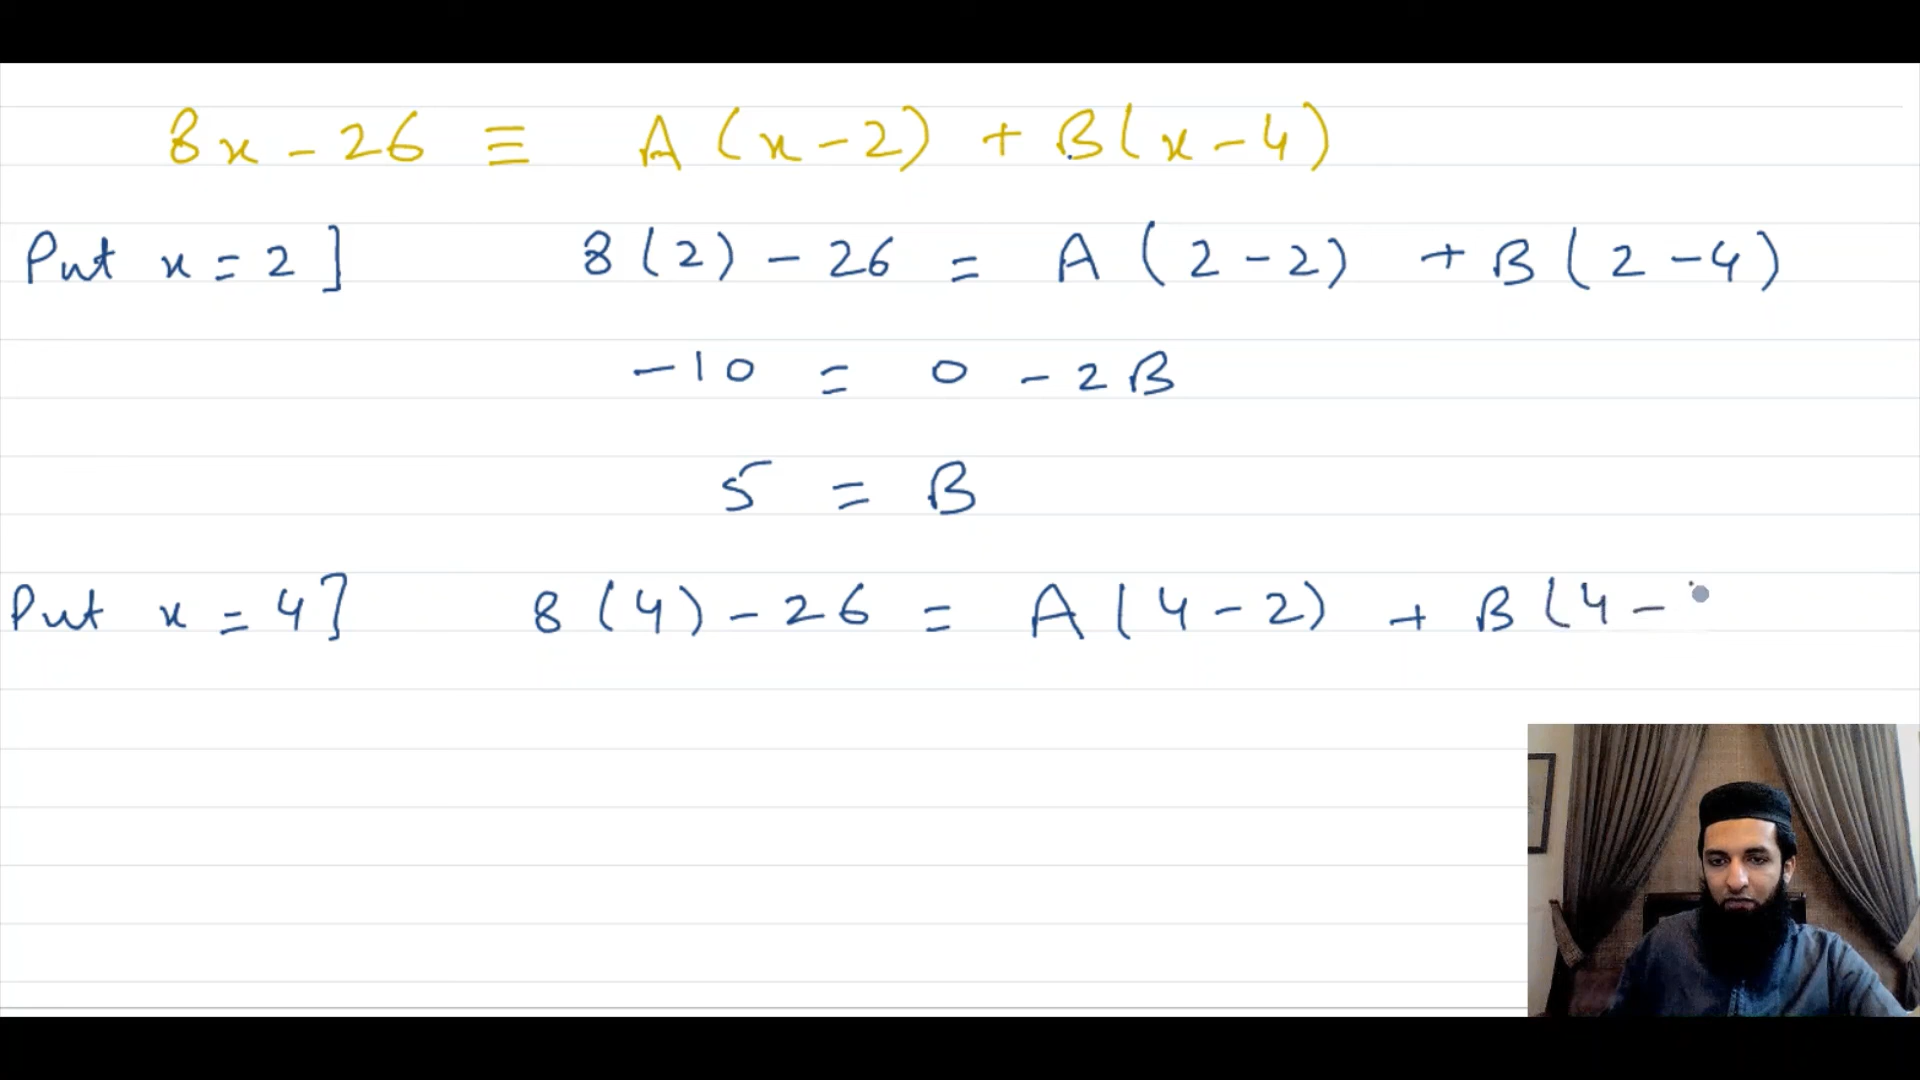 8x - 26 ≡ A(x-2) + B(x-4)
Put x = 2] 8(2) - 26 = A(2-2) + B(2-4)
-10 = 0 - 2B
5 = B
Put x = 4] 8(4) - 26 = A(4-2) + B(4 -